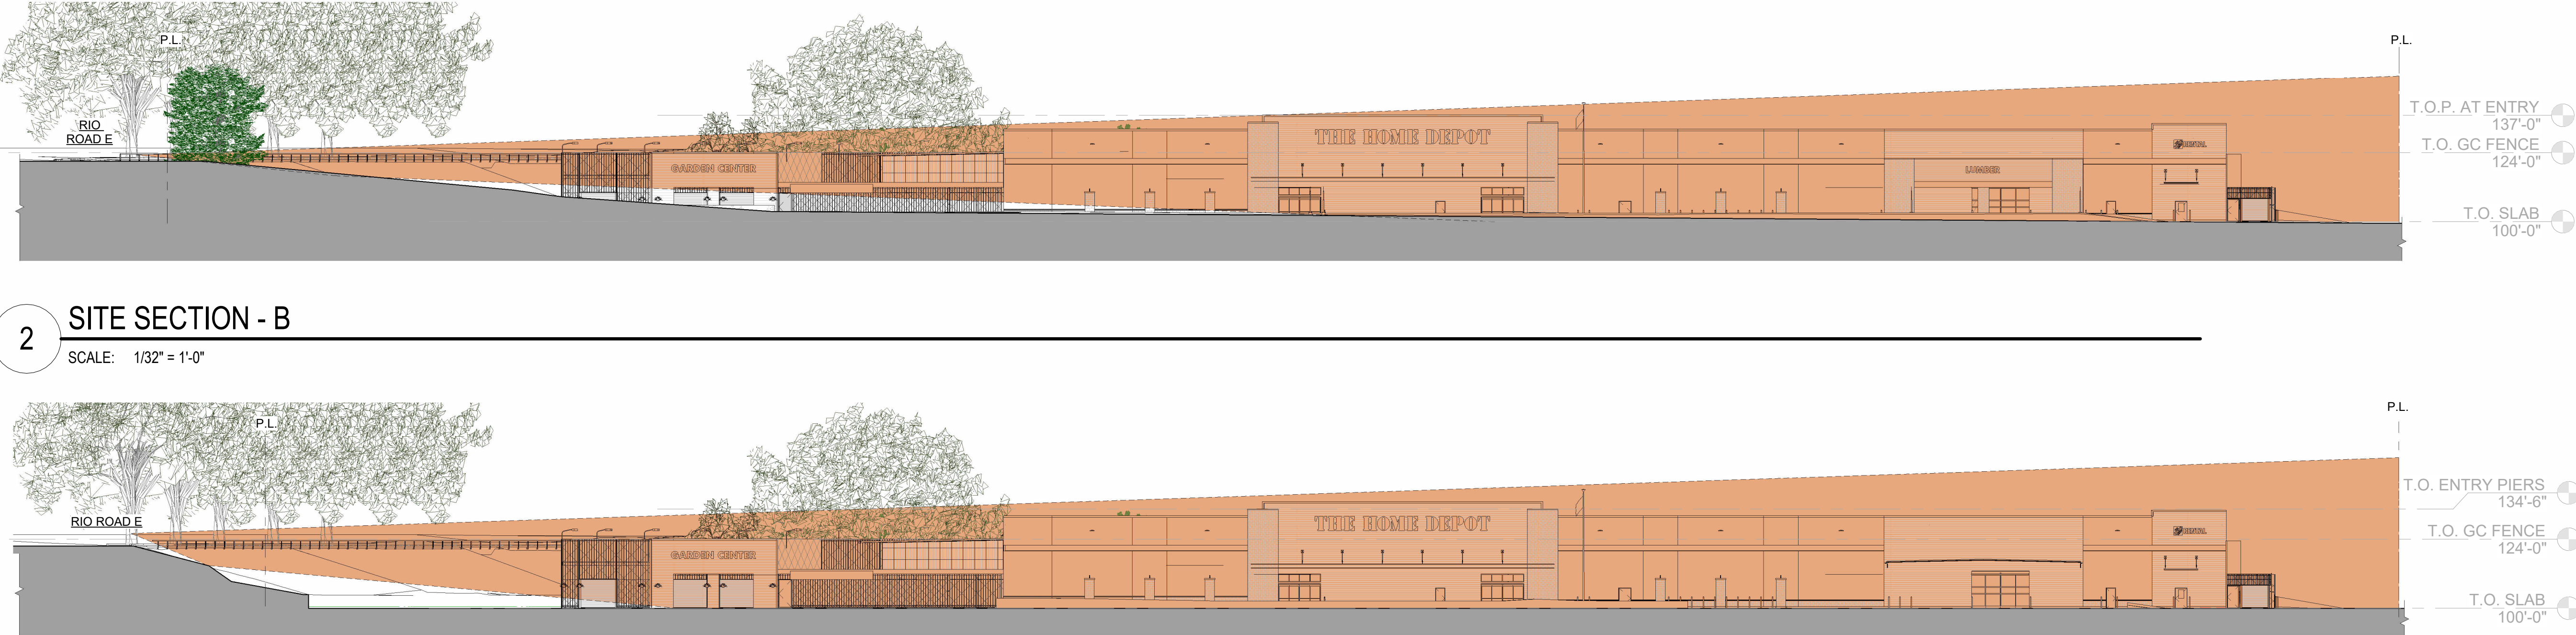 P.L.
P.L.
RIO
ROAD E
T.O.P. AT ENTRY
137'-0"
THE HOME DEPOT
RENTAL
T.O. GC FENCE
124'-0"
GARDEN CENTER
LUMBER
T.O. SLAB
100'-0"
2
SITE SECTION - B
SCALE: 1/32" = 1'-0"
P.L.
P.L.
T.O. ENTRY PIERS
134'-6"
RIO ROAD E
THE HOME DEPOT
RENTAL
T.O. GC FENCE
124'-0"
GARDEN CENTER
T.O. SLAB
100'-0"